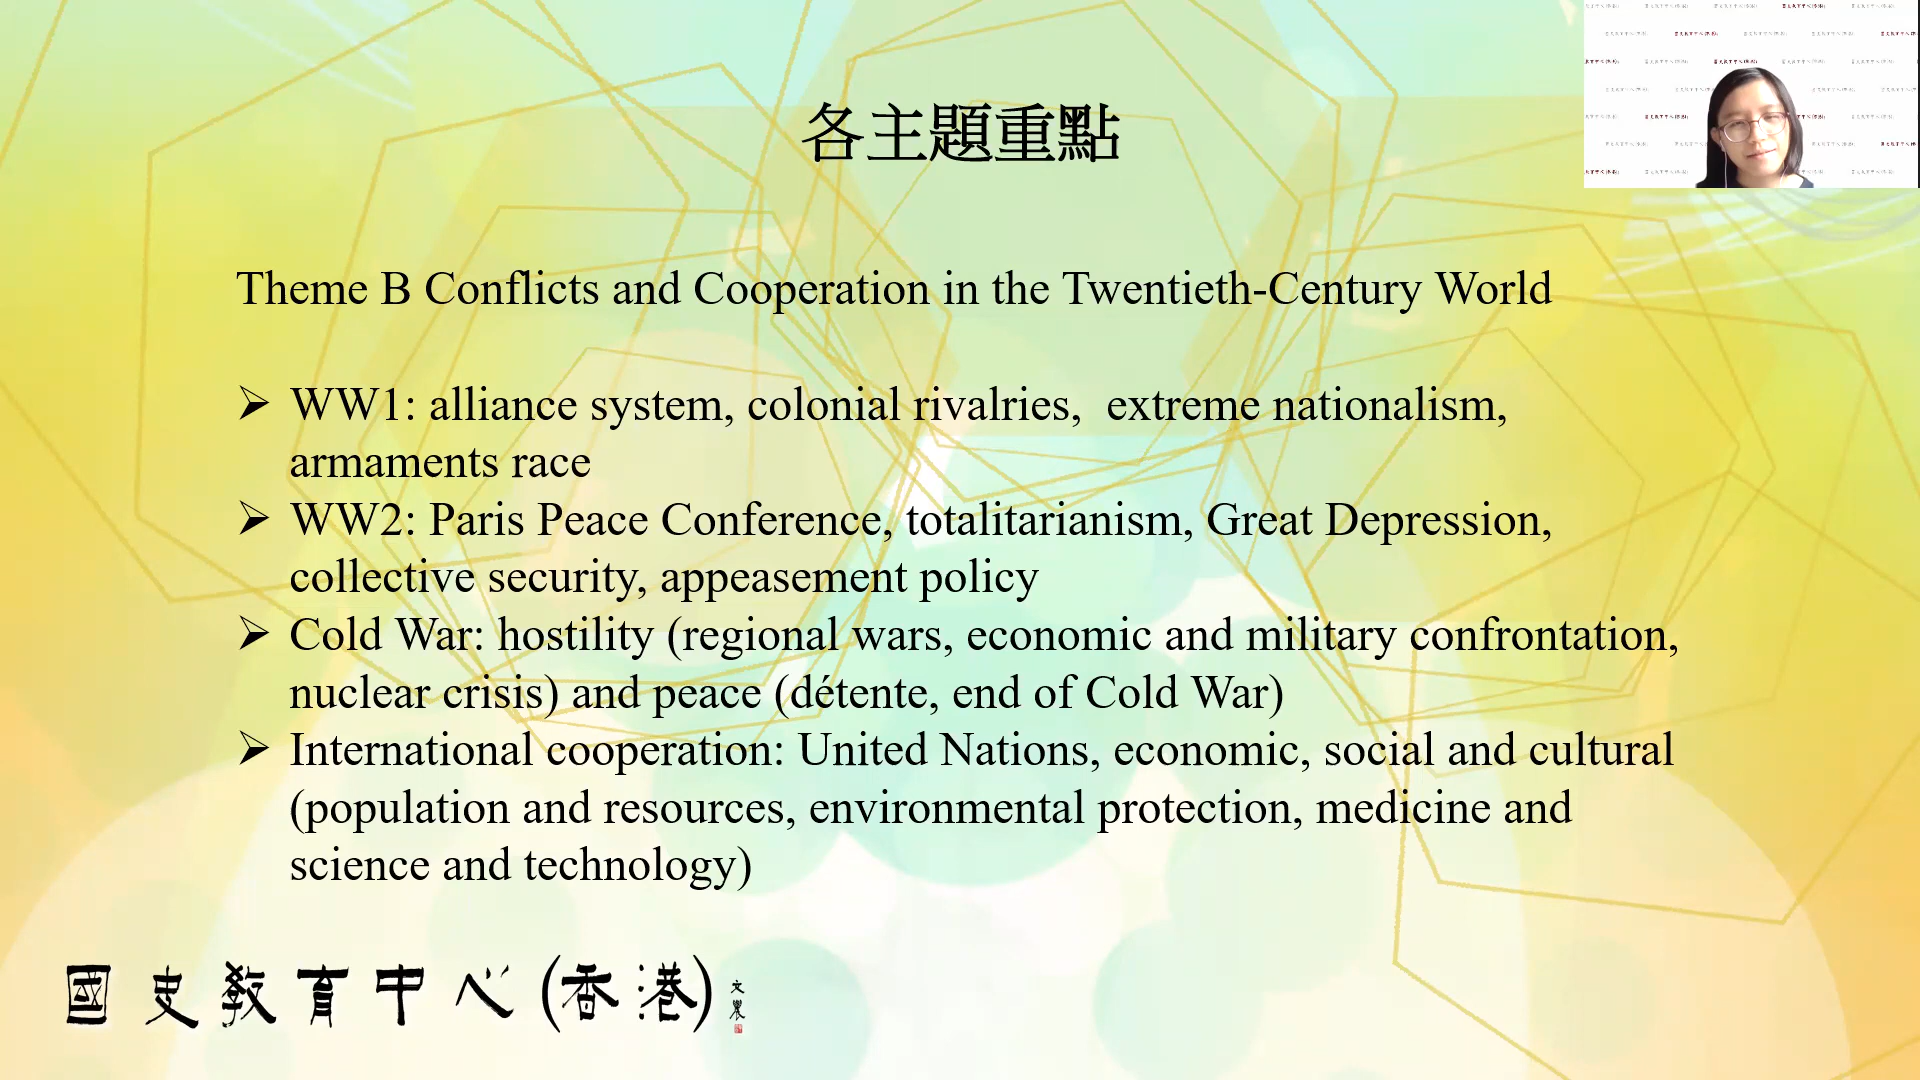 各主題重點
Theme B Conflicts and Cooperation in the Twentieth-Century World
➢ WW1: alliance system, colonial rivalries,  extreme nationalism,
armaments race
➢ WW2: Paris Peace Conference, totalitarianism, Great Depression,
collective security, appeasement policy
➢ Cold War: hostility (regional wars, economic and military confrontation,
nuclear crisis) and peace (détente, end of Cold War)
➢ International cooperation: United Nations, economic, social and cultural
(population and resources, environmental protection, medicine and
science and technology)
國史教育中心(香港)